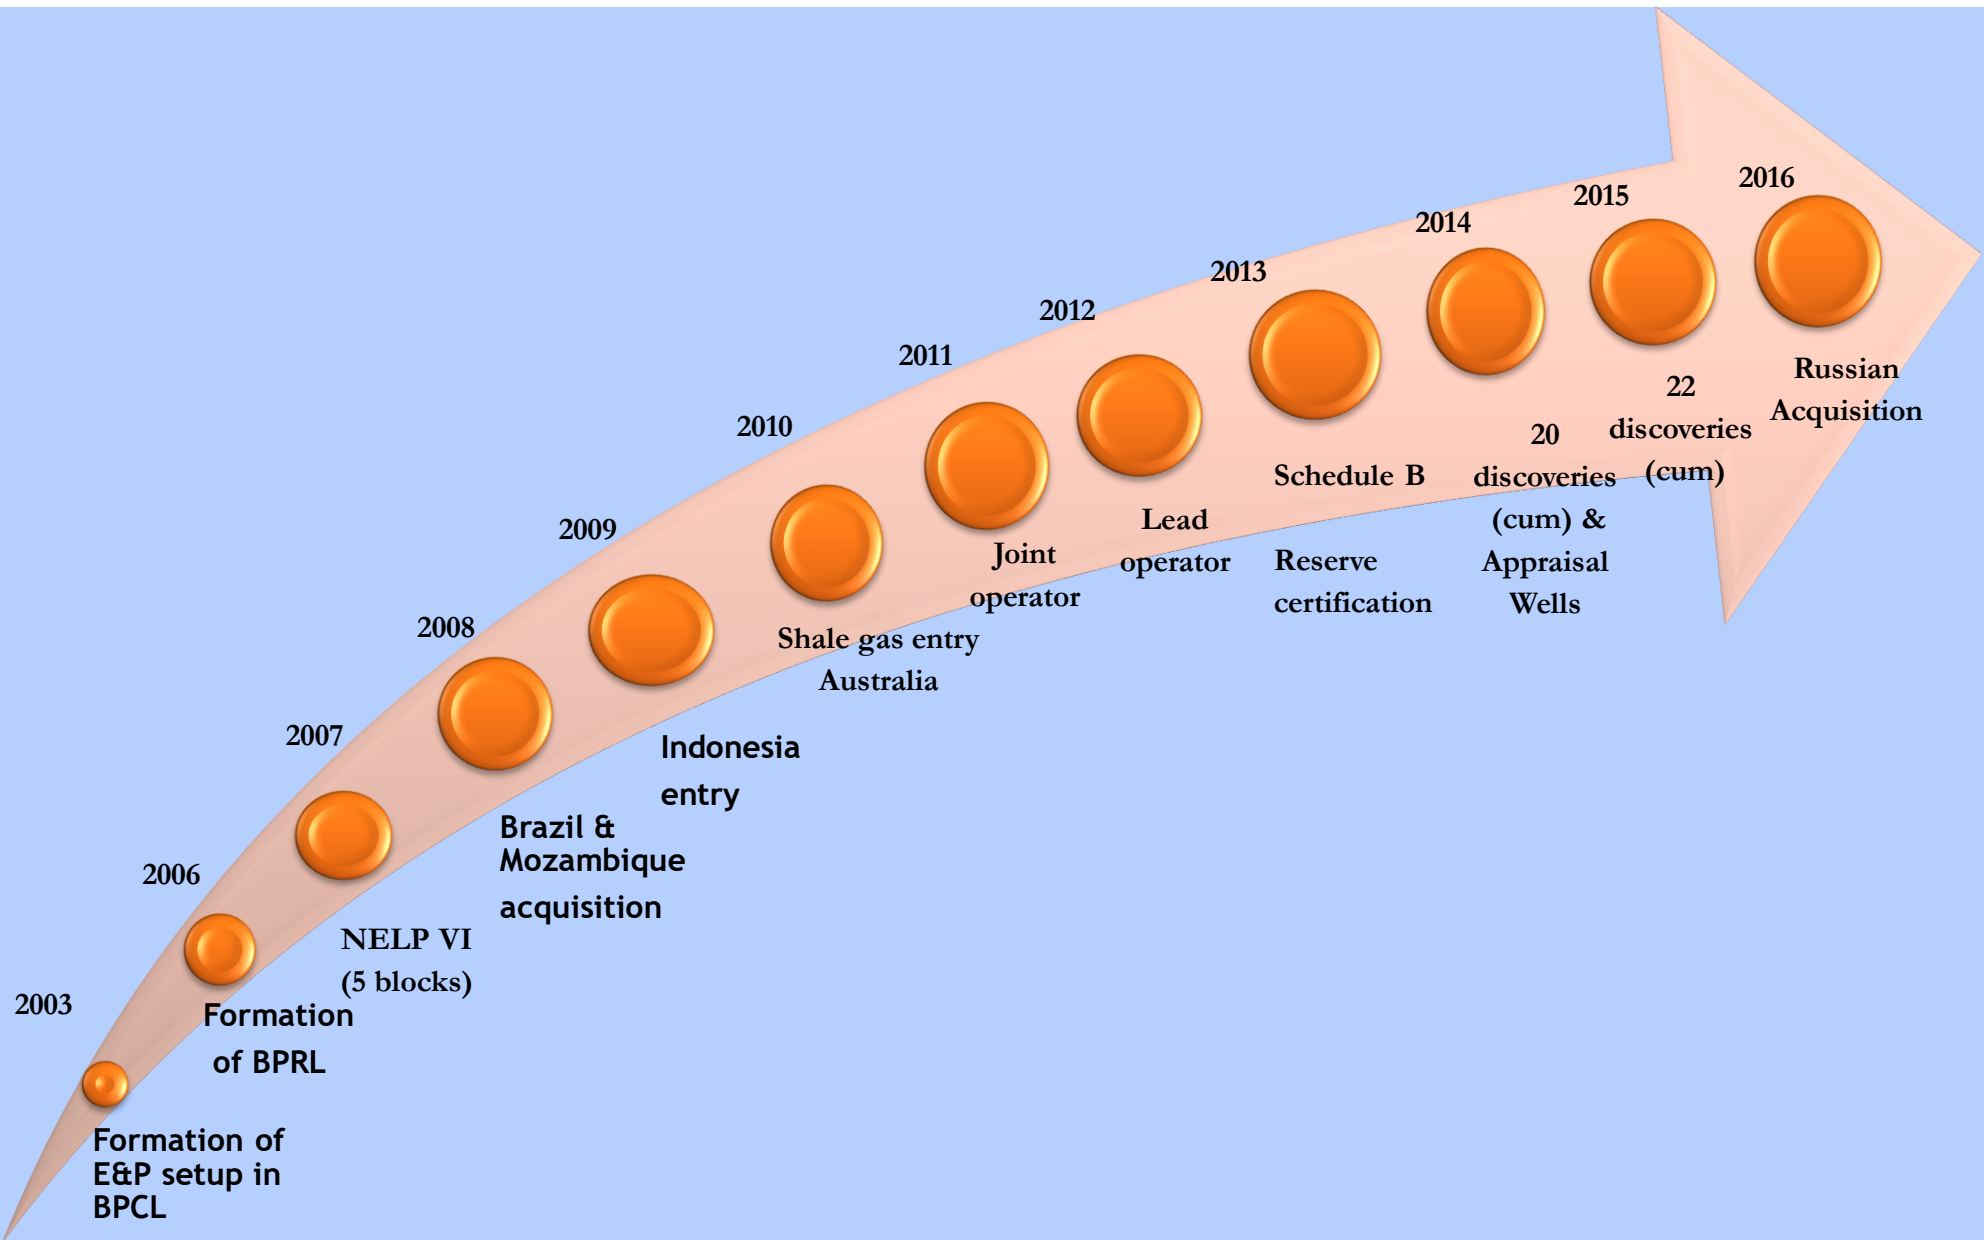 2003
Formation of
E&P setup in
BPCL
2006
Formation
of BPRL
2007
NELP VI
(5 blocks)
2008
Brazil &
Mozambique
acquisition
2009
Indonesia
entry
2010
Shale gas entry
Australia
2011
Joint
operator
2012
Lead
operator
2013
Schedule B
Reserve
certification
2014
20
discoveries
(cum) &
Appraisal
Wells
2015
22
discoveries
(cum)
2016
Russian
Acquisition